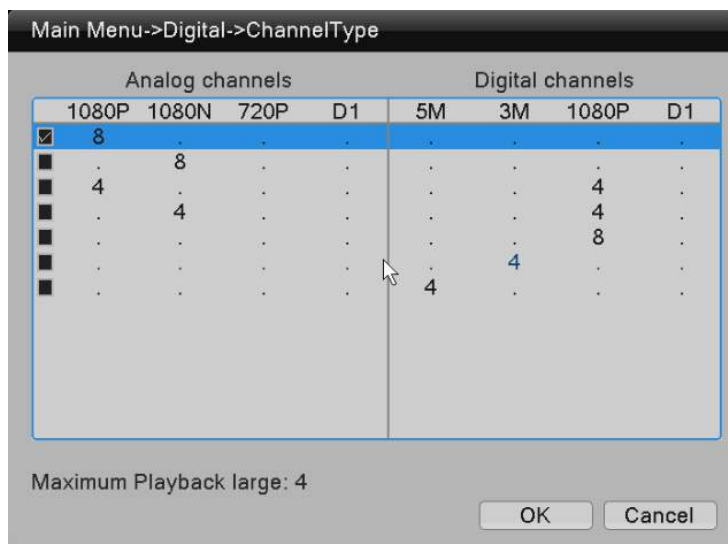 Main Menu->Digital->ChannelType
Analog channels Digital channels
1080P 1080N 720P D1 5M 3M 1080P D1
8 . . . . . . .
. 8 . . . . . .
4 . . . . . 4 .
. 4 . . . . 4 .
. . . . . . 8 .
. . . . . 4 . .
. . . . 4 . . .
Maximum Playback large: 4
OK Cancel